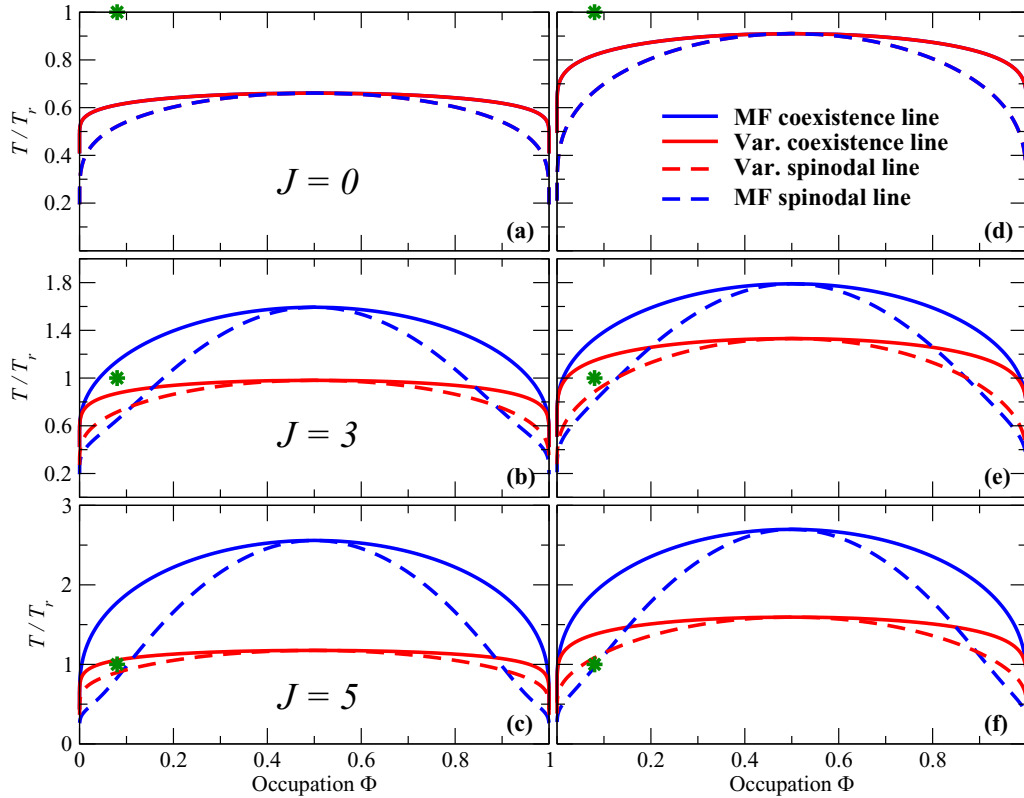 1
0.8
0.6
0.4
0.2
T / T_r
J = 0
(a)
MF coexistence line
Var. coexistence line
Var. spinodal line
MF spinodal line
(d)
1.8
1.4
1
0.6
0.2
T / T_r
J = 3
(b)
(e)
3
2
1
0
T / T_r
J = 5
(c)
(f)
0 0.2 0.4 0.6 0.8 1
Occupation Φ
0.2 0.4 0.6 0.8
Occupation Φ